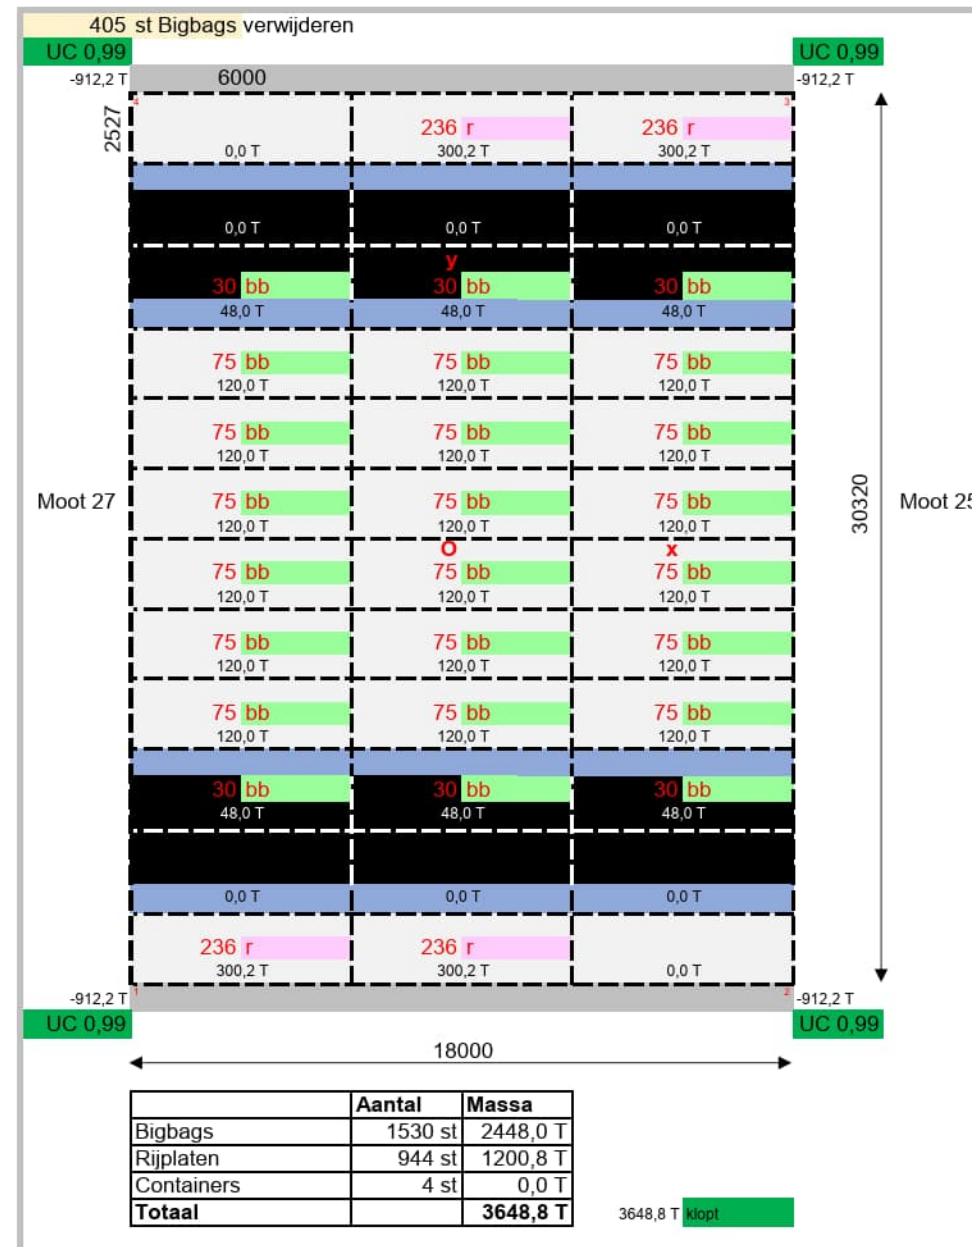 405 st Bigbags verwijderen
UC 0,99 UC 0,99
-912,2 T 6000 -912,2 T
4 3
2527
236 r 236 r
0,0 T 300,2 T 300,2 T
0,0 T 0,0 T 0,0 T
y
30 bb 30 bb 30 bb
48,0 T 48,0 T 48,0 T
75 bb 75 bb 75 bb
120,0 T 120,0 T 120,0 T
75 bb 75 bb 75 bb
120,0 T 120,0 T 120,0 T
Moot 27 75 bb 75 bb 75 bb 30320 Moot 25
120,0 T 120,0 T 120,0 T
O x
75 bb 75 bb 75 bb
120,0 T 120,0 T 120,0 T
75 bb 75 bb 75 bb
120,0 T 120,0 T 120,0 T
75 bb 75 bb 75 bb
120,0 T 120,0 T 120,0 T
30 bb 30 bb 30 bb
48,0 T 48,0 T 48,0 T
0,0 T 0,0 T 0,0 T
236 r 236 r
300,2 T 300,2 T 0,0 T
-912,2 T 1 2 -912,2 T
UC 0,99 UC 0,99
18000
Aantal Massa
Bigbags 1530 st 2448,0 T
Rijplaten 944 st 1200,8 T
Containers 4 st 0,0 T
Totaal 3648,8 T 3648,8 T klopt